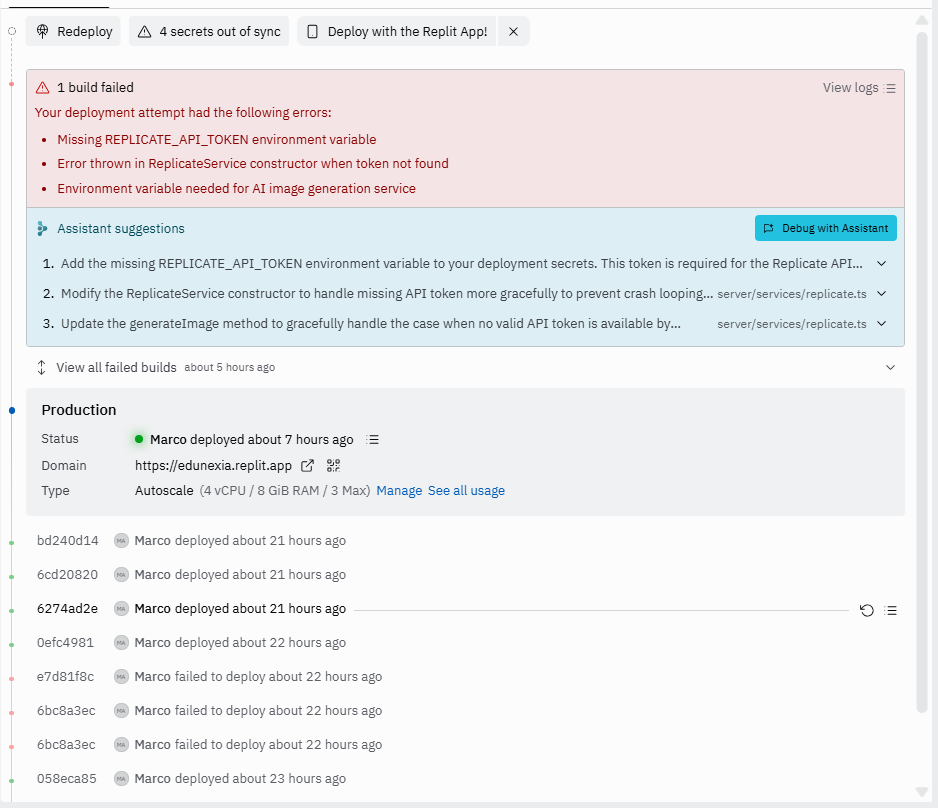 Redeploy 4 secrets out of sync Deploy with the Replit App!
1 build failed View logs
Your deployment attempt had the following errors:
• Missing REPLICATE_API_TOKEN environment variable
• Error thrown in ReplicateService constructor when token not found
• Environment variable needed for AI image generation service
Assistant suggestions Debug with Assistant
1. Add the missing REPLICATE_API_TOKEN environment variable to your deployment secrets. This token is required for the Replicate API...
2. Modify the ReplicateService constructor to handle missing API token more gracefully to prevent crash looping... server/services/replicate.ts
3. Update the generateImage method to gracefully handle the case when no valid API token is available by... server/services/replicate.ts
View all failed builds about 5 hours ago
Production
Status Marco deployed about 7 hours ago
Domain https://edunexia.replit.app
Type Autoscale (4 vCPU / 8 GiB RAM / 3 Max) Manage See all usage
bd240d14 MA Marco deployed about 21 hours ago
6cd20820 MA Marco deployed about 21 hours ago
6274ad2e MA Marco deployed about 21 hours ago
0efc4981 MA Marco deployed about 22 hours ago
e7d81f8c MA Marco failed to deploy about 22 hours ago
6bc8a3ec MA Marco failed to deploy about 22 hours ago
6bc8a3ec MA Marco failed to deploy about 22 hours ago
058eca85 MA Marco deployed about 23 hours ago